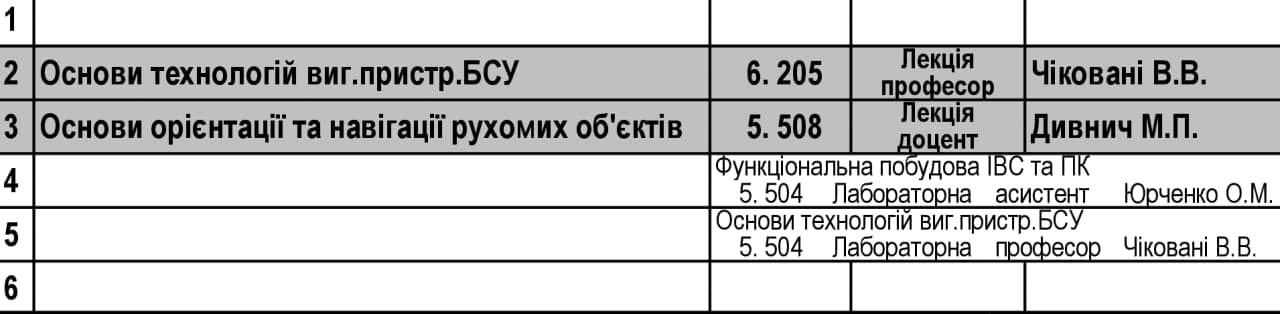 1
2 Основи технологій виг.пристр.БСУ 6. 205 Лекція професор Чіковані В.В.
3 Основи орієнтації та навігації рухомих об'єктів 5. 508 Лекція доцент Дивнич М.П.
4 Функціональна побудова ІВС та ПК
5. 504 Лабораторна асистент Юрченко О.М.
5 Основи технологій виг.пристр.БСУ
5. 504 Лабораторна професор Чіковані В.В.
6